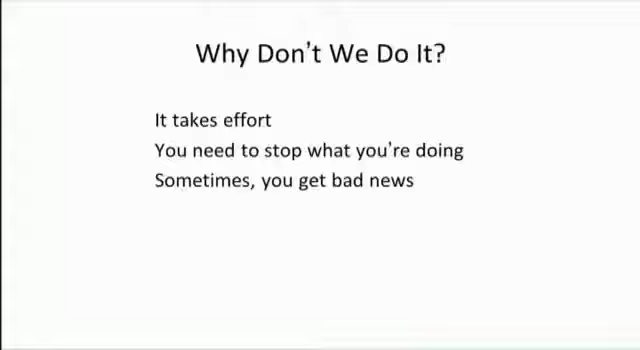 Why Don't We Do It?
It takes effort
You need to stop what you're doing
Sometimes, you get bad news